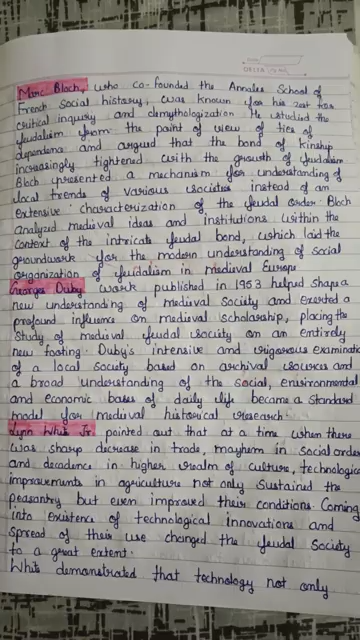 DELTA
Marc Bloch, who co-founded the Annales School of
French Social history, was known for his zest for
critical inquiry and demythologization He studied the
feudalism from the point of view of ties of
dependence and argued that the bond of kinship
increasingly tightened with the growth of feudalism
Bloch presented a mechanism for understanding of
local trends of various societies instead of an
Extensive characterization of the feudal order. Bloch
analyzed medieval ideas and institutions within the
context of the intricate feudal bond, which laid the
groundwork for the modern understanding of social
organization of feudalism in medieval Europe
Georges Duby work published in 1953 helped shape a
new understanding of medieval society and exerted a
profound influence on medieval scholarship, placing the
study of medieval feudal society on an entirely
new footing. Duby's intensive and rigorous examinatio
of a local society based on archival sources and
a broad understanding of the social, environmental
and economic bases of daily life became a standard
model for medieval historical research.
Lynn White Jr. pointed out that at a time when there
was sharp decrease in trade, mayhem in social order
and decadence in higher realm of culture, technologica
improvements in agriculture not only sustained the
peasantry but even improved their conditions. Coming
into existence of technological innovations and
spread of their use changed the feudal society
to a great extent.
White demonstrated that technology not only